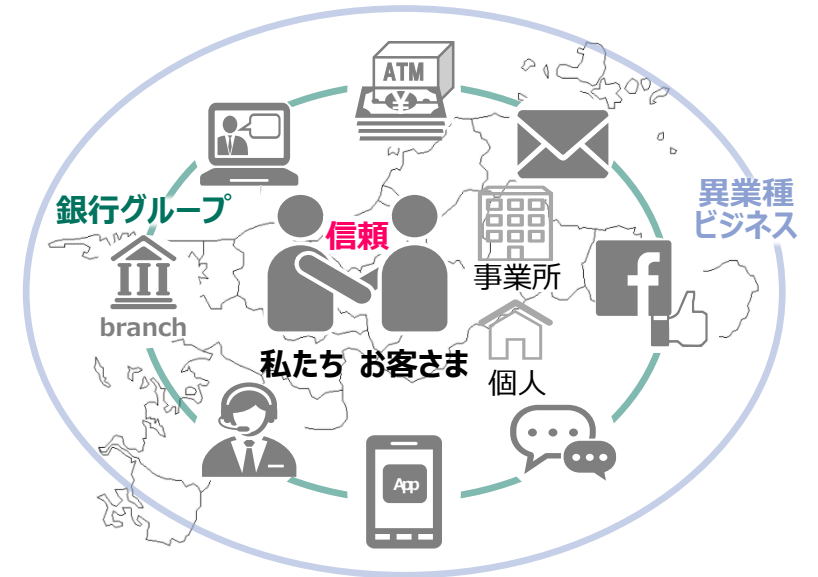 ATM
¥
銀行グループ
異業種
ビジネス
信頼
事業所
f
branch
私たち お客さま
個人
App